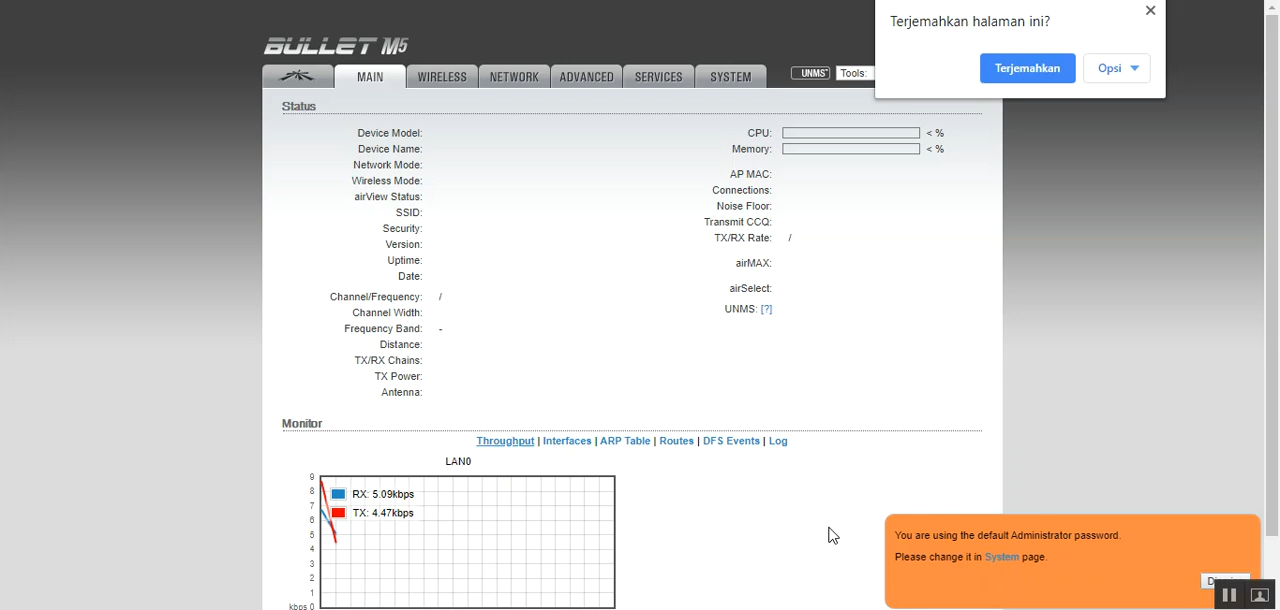 Terjemahkan halaman ini?
Terjemahkan
Opsi
BULLET M5
MAIN WIRELESS NETWORK ADVANCED SERVICES SYSTEM UNMS Tools:
Status
Device Model:
Device Name:
Network Mode:
Wireless Mode:
airView Status:
SSID:
Security:
Version:
Uptime:
Date:
Channel/Frequency: /
Channel Width:
Frequency Band: -
Distance:
TX/RX Chains:
TX Power:
Antenna:
CPU: < %
Memory: < %
AP MAC:
Connections:
Noise Floor:
Transmit CCQ:
TX/RX Rate: /
airMAX:
airSelect:
UNMS: [?]
Monitor
Throughput | Interfaces | ARP Table | Routes | DFS Events | Log
LAN0
9
8
7
6
5
4
3
2
1
kbps 0
RX: 5.09kbps
TX: 4.47kbps
You are using the default Administrator password.
Please change it in System page.